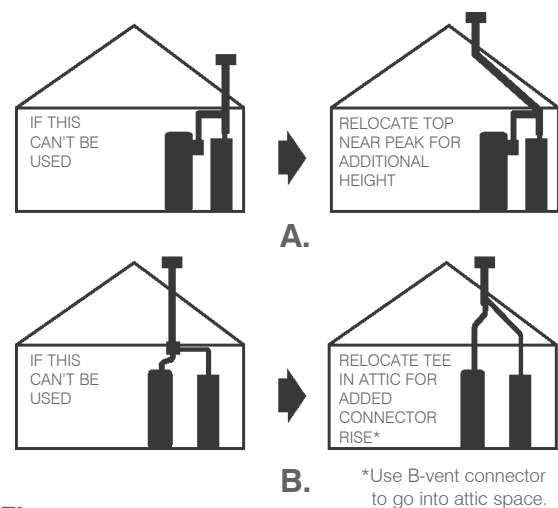 IF THIS
CAN'T BE
USED
RELOCATE TOP
NEAR PEAK FOR
ADDITIONAL
HEIGHT
A.
IF THIS
CAN'T BE
USED
RELOCATE TEE
IN ATTIC FOR
ADDED
CONNECTOR
RISE*
B.
*Use B-vent connector
to go into attic space.